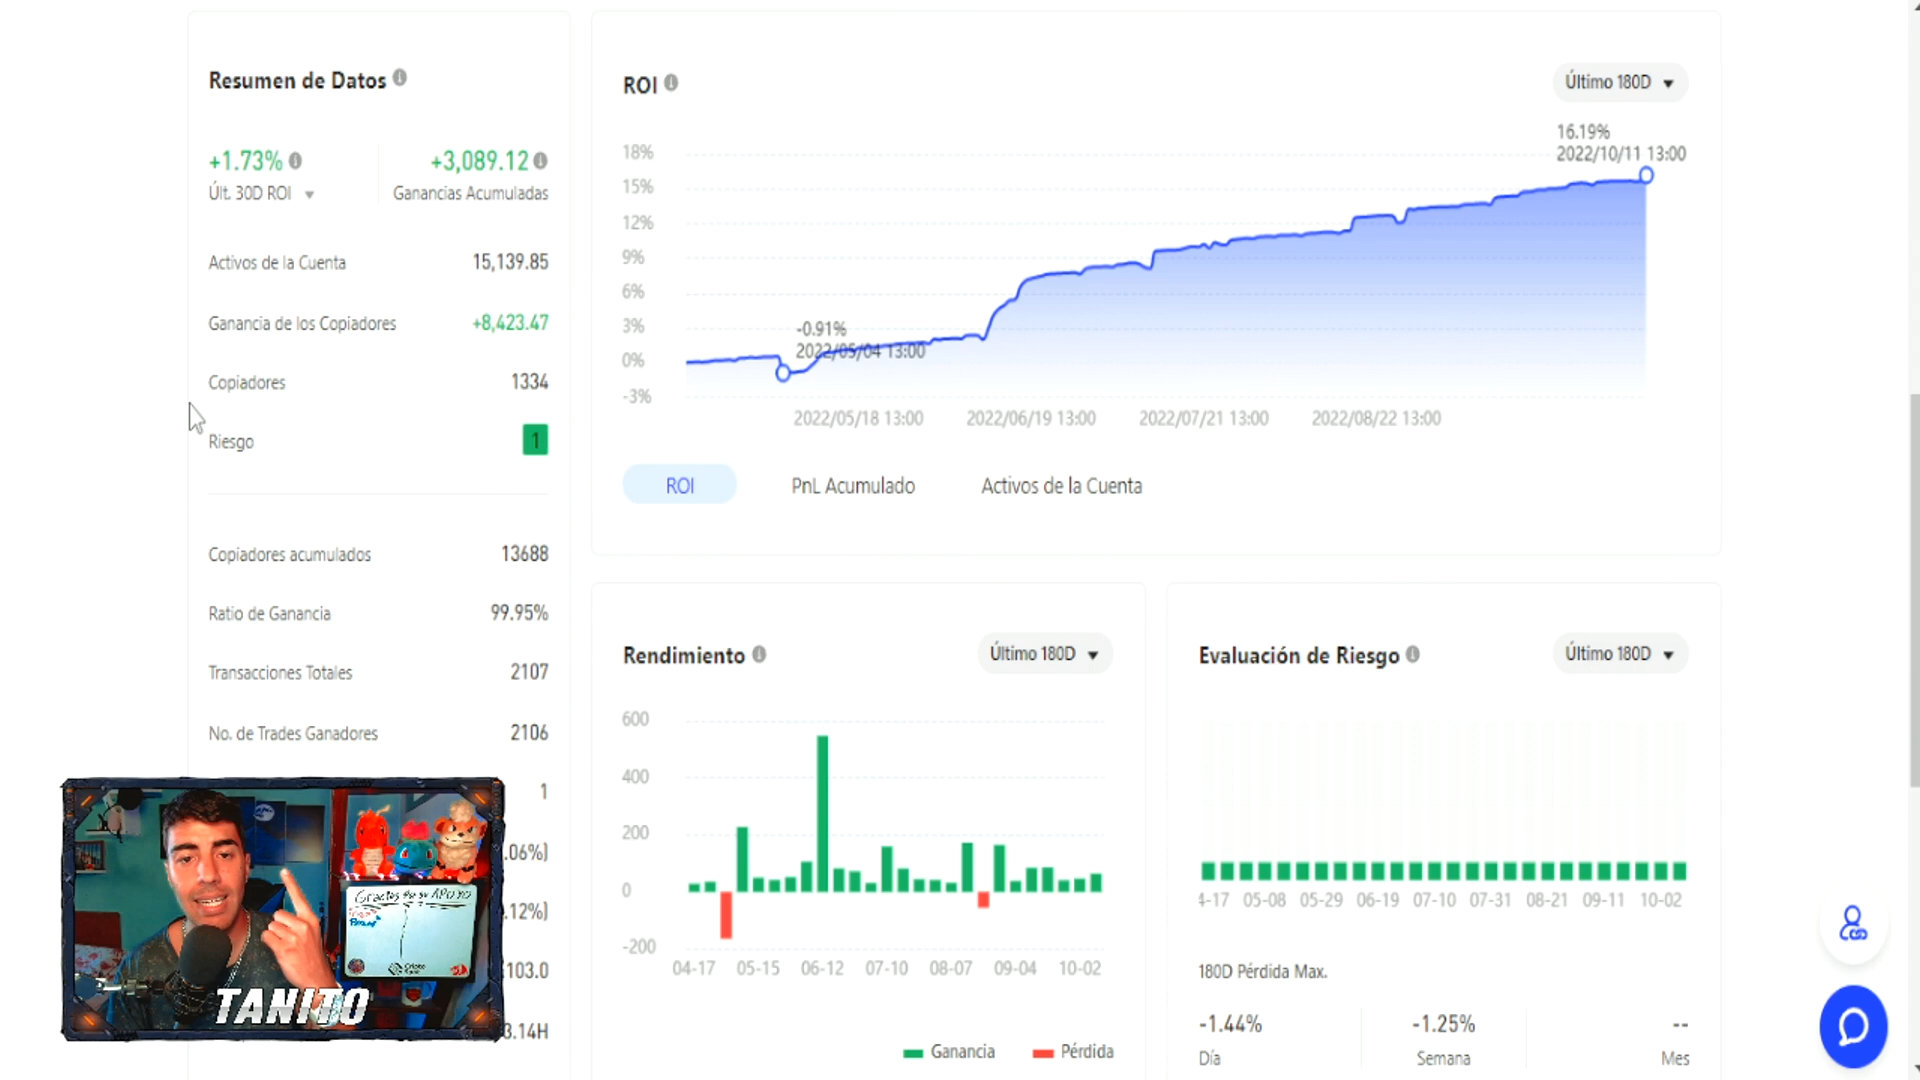 Resumen de Datos
+1.73%
Últ. 30D ROI
+3,089.12
Ganancias Acumuladas
Activos de la Cuenta 15,139.85
Ganancia de los Copiadores +8,423.47
Copiadores 1334
Riesgo 1
Copiadores acumulados 13688
Ratio de Ganancia 99.95%
Transacciones Totales 2107
No. de Trades Ganadores 2106
1
.06%)
.12%)
103.0
3.14H
Gracias por su APOYO
TANITO
ROI
Último 180D
16.19%
2022/10/11 13:00
18%
15%
12%
9%
6%
3%
0%
-3%
-0.91%
2022/05/04 13:00
2022/05/18 13:00 2022/06/19 13:00 2022/07/21 13:00 2022/08/22 13:00
ROI PnL Acumulado Activos de la Cuenta
Rendimiento
Último 180D
600
400
200
0
-200
04-17 05-15 06-12 07-10 08-07 09-04 10-02
Ganancia Pérdida
Evaluación de Riesgo
Último 180D
4-17 05-08 05-29 06-19 07-10 07-31 08-21 09-11 10-02
180D Pérdida Max.
-1.44% -1.25% --
Día Semana Mes